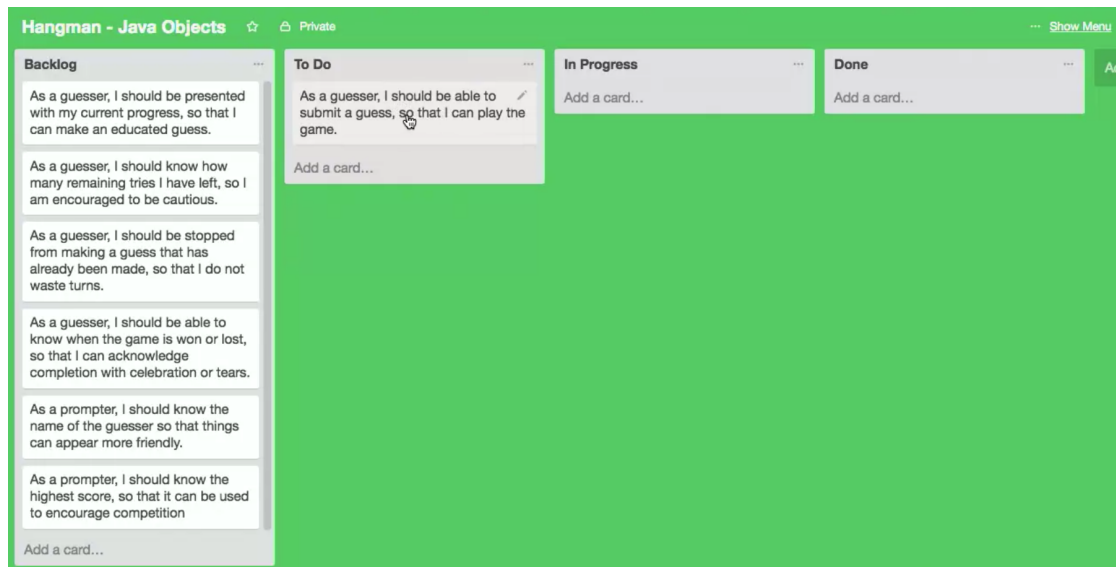 Hangman - Java Objects
Private
... Show Menu
Backlog
...
As a guesser, I should be presented
with my current progress, so that I
can make an educated guess.
As a guesser, I should know how
many remaining tries I have left, so I
am encouraged to be cautious.
As a guesser, I should be stopped
from making a guess that has
already been made, so that I do not
waste turns.
As a guesser, I should be able to
know when the game is won or lost,
so that I can acknowledge
completion with celebration or tears.
As a prompter, I should know the
name of the guesser so that things
can appear more friendly.
As a prompter, I should know the
highest score, so that it can be used
to encourage competition
Add a card...
To Do
...
As a guesser, I should be able to
submit a guess, so that I can play the
game.
Add a card...
In Progress
...
Add a card...
Done
...
Add a card...